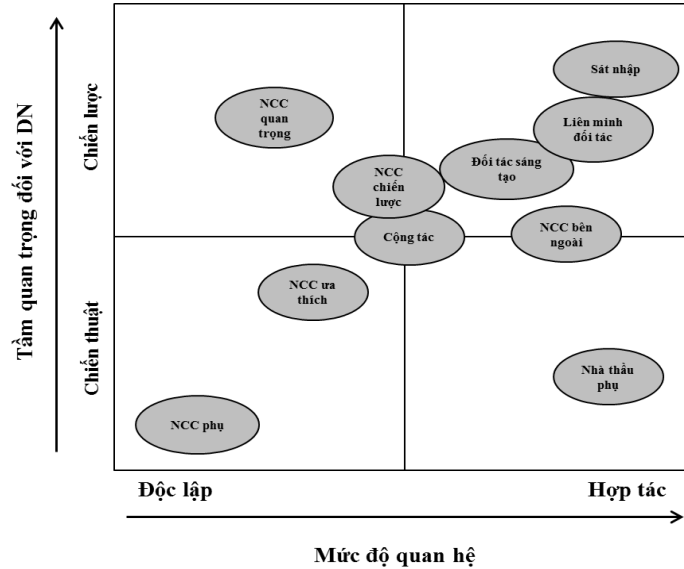 Tầm quan trọng đối với DN
Chiến lược
Chiến thuật
Sát nhập
NCC
quan
trọng
Liên minh
đối tác
Đối tác sáng
tạo
NCC
chiến
lược
Cộng tác
NCC bên
ngoài
NCC ưa
thích
Nhà thầu
phụ
NCC phụ
Độc lập
Hợp tác
Mức độ quan hệ